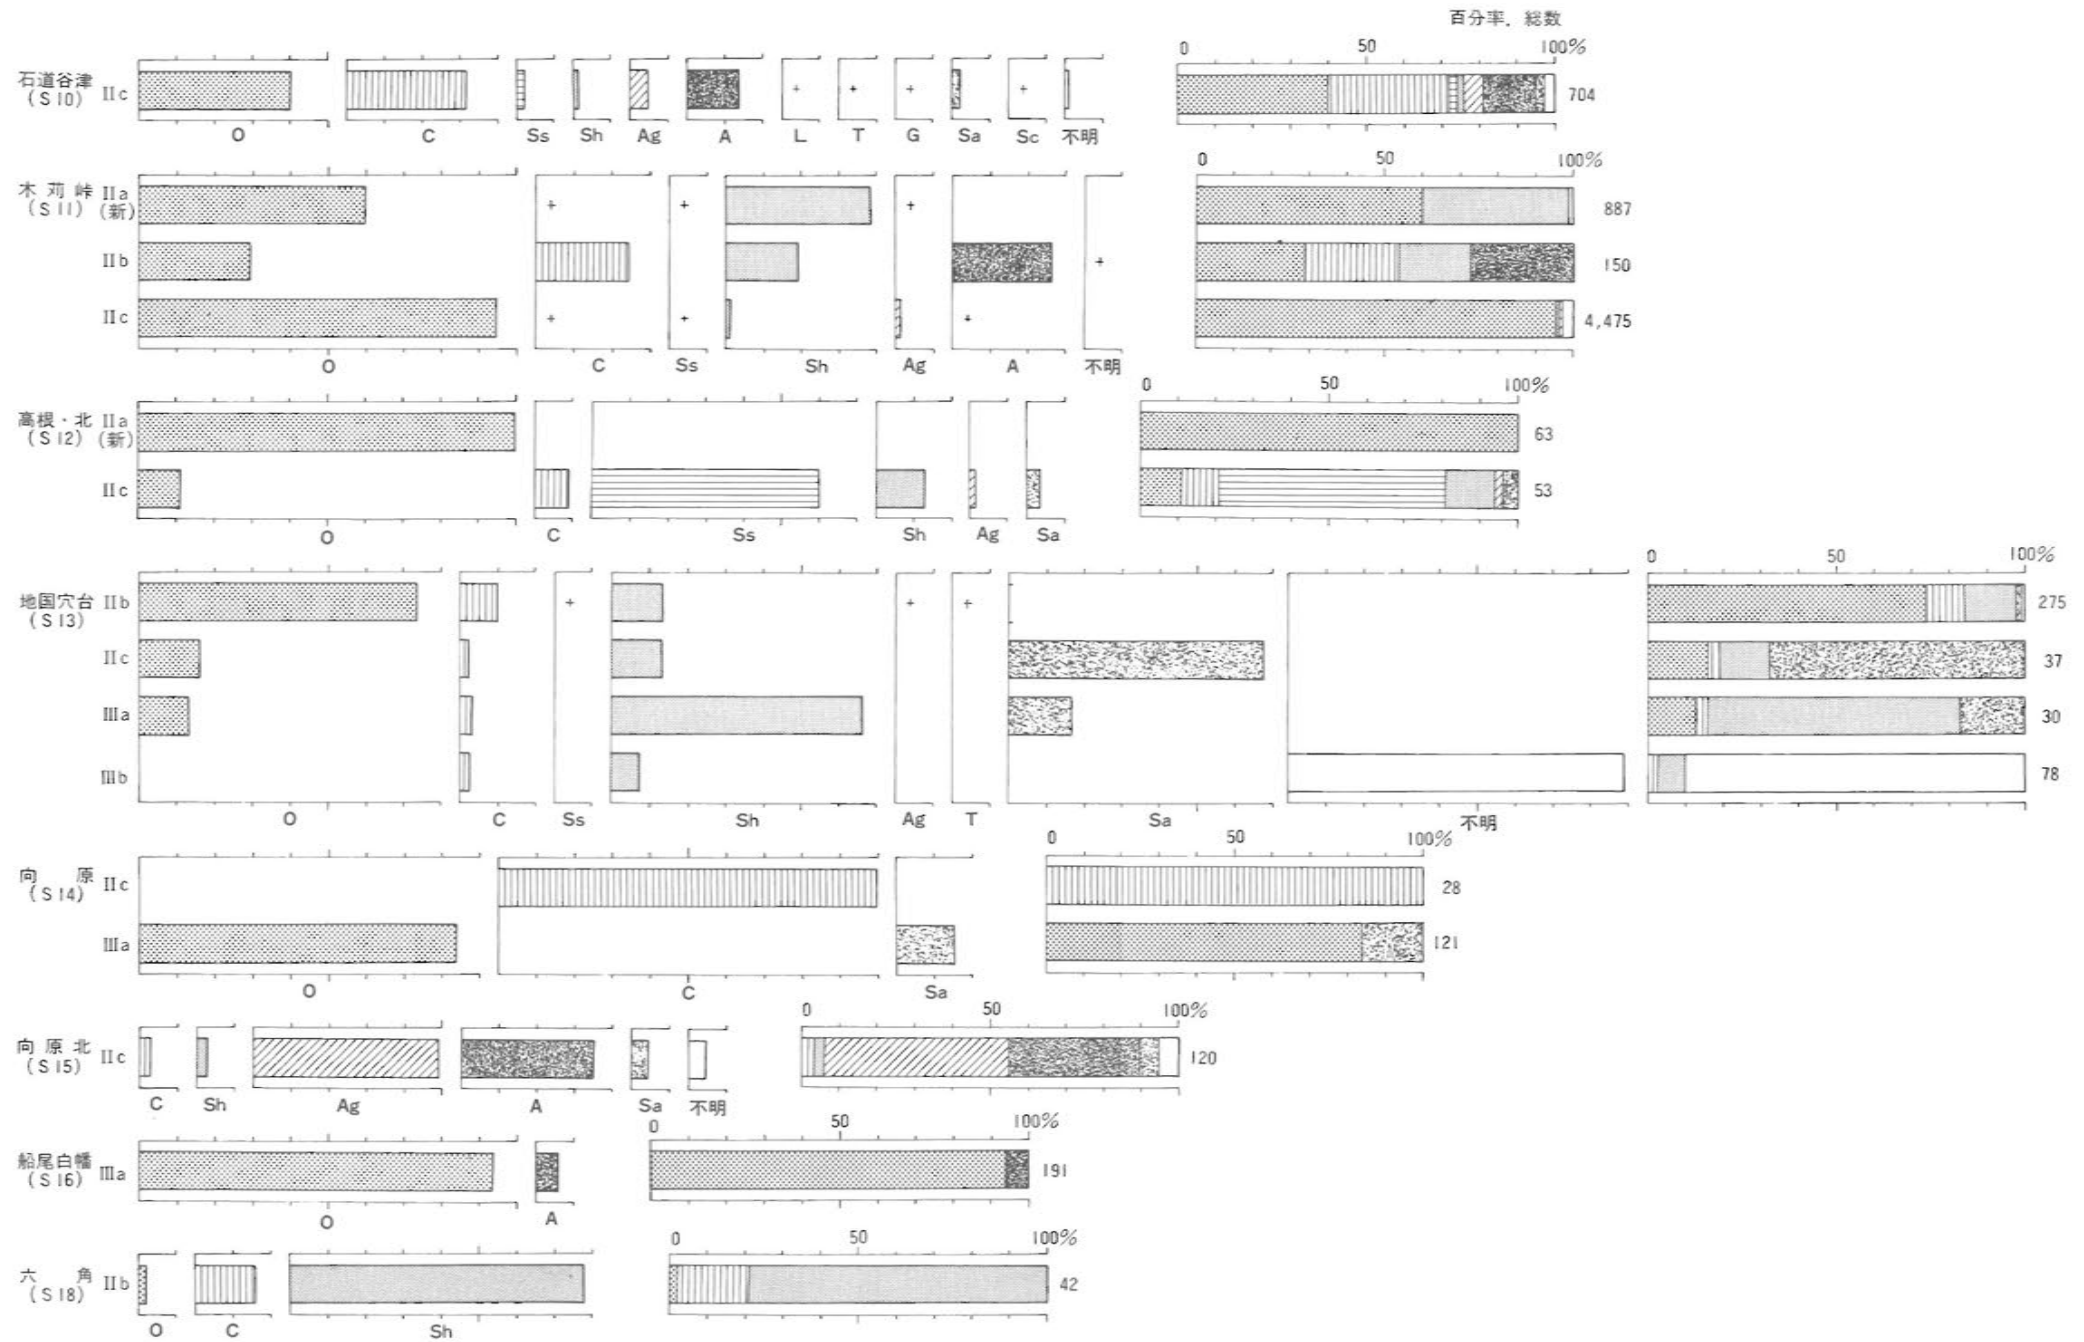 百分率．総数
0 50 100%
石道谷津 (S10) IIc + + + + 704
O C Ss Sh Ag A L T G Sa Sc 不明
0 50 100%
木苅峠 (S11) IIa (新) + + + 887
IIb + 150
IIc + + + 4,475
O C Ss Sh Ag A 不明
0 50 100%
高根・北 (S12) IIa (新) 63
IIc 53
O C Ss Sh Ag Sa
0 50 100%
地国穴台 (S13) IIb + + + 275
IIc 37
IIIa 30
IIIb 78
O C Ss Sh Ag T Sa 不明
0 50 100%
向原 (S14) IIc 28
IIIa 121
O C Sa
0 50 100%
向原北 (S15) IIc 120
C Sh Ag A Sa 不明
0 50 100%
船尾白幡 (S16) IIIa 191
O A
0 50 100%
六角 (S18) IIb 42
O C Sh